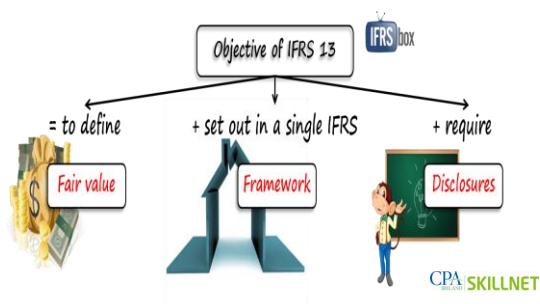 Objective of IFRS 13
IFRS box
= to define
+ set out in a single IFRS
+ require
Fair value
Framework
Disclosures
$
CPA
IRELAND
SKILLNET